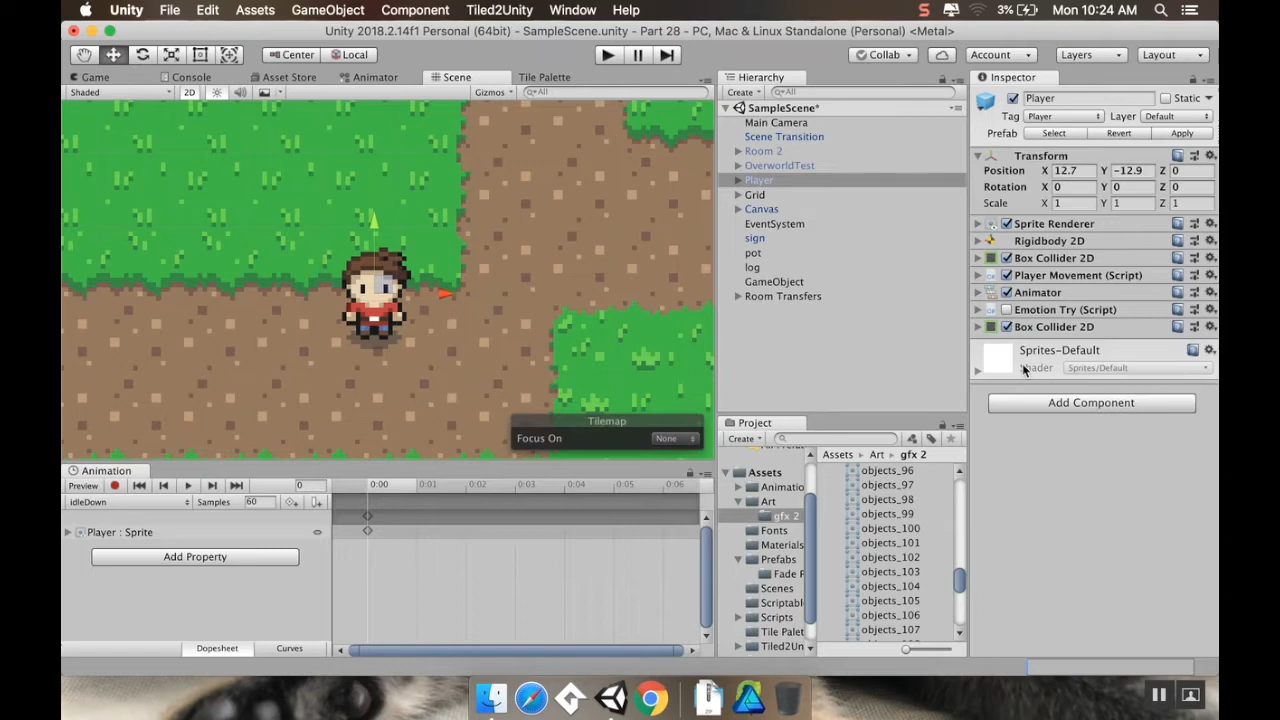 Unity File Edit Assets GameObject Component Tiled2Unity Window Help 3% Mon 10:24 AM
Unity 2018.2.14f1 Personal (64bit) - SampleScene.unity - Part 28 - PC, Mac & Linux Standalone (Personal) <Metal>
Center Local Collab Account Layers Layout
Game Console Asset Store Animator Scene Tile Palette
Shaded 2D Gizmos All
Tilemap
Focus On None
Hierarchy
Create All
SampleScene*
Main Camera
Scene Transition
Room 2
OverworldTest
Player
Grid
Canvas
EventSystem
sign
pot
log
GameObject
Room Transfers
Inspector
Player Static
Tag Player Layer Default
Prefab Select Revert Apply
Transform
Position X 12.7 Y -12.9 Z 0
Rotation X 0 Y 0 Z 0
Scale X 1 Y 1 Z 1
Sprite Renderer
Rigidbody 2D
Box Collider 2D
Player Movement (Script)
Animator
Emotion Try (Script)
Box Collider 2D
Sprites-Default
Shader Sprites/Default
Add Component
Animation
Preview 0 0:00 0:01 0:02 0:03 0:04 0:05 0:06
idleDown Samples 60
Player : Sprite
Add Property
Dopesheet Curves
Project
Create
Assets
Animatio
Art
gfx 2
Fonts
Materials
Prefabs
Fade F
Scenes
Scriptabl
Scripts
Tile Palet
Tiled2Un
Assets Art gfx 2
objects_96
objects_97
objects_98
objects_99
objects_100
objects_101
objects_102
objects_103
objects_104
objects_105
objects_106
objects_107